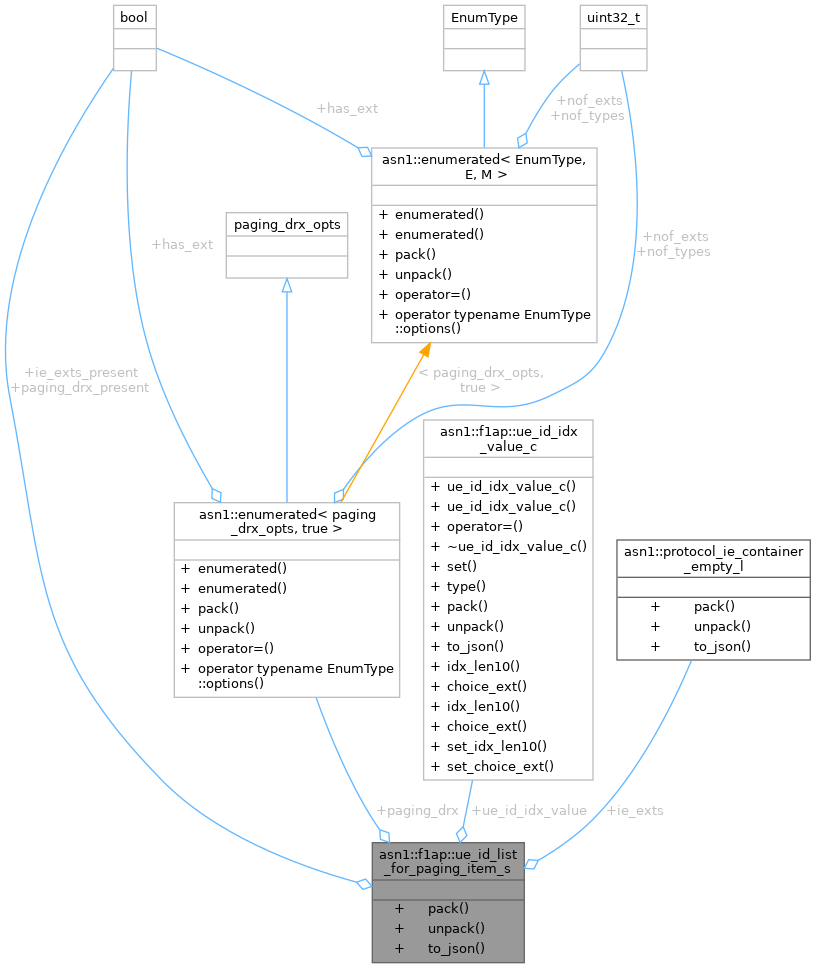 bool
EnumType
uint32_t
+has_ext
+nof_exts
+nof_types
asn1::enumerated< EnumType,
E, M >
+ enumerated()
+ enumerated()
+ pack()
+ unpack()
+ operator=()
+ operator typename EnumType
::options()
paging_drx_opts
+has_ext
+nof_exts
+nof_types
+ie_exts_present
+paging_drx_present
< paging_drx_opts,
true >
asn1::f1ap::ue_id_idx
_value_c
+ ue_id_idx_value_c()
+ ue_id_idx_value_c()
+ operator=()
+ ~ue_id_idx_value_c()
+ set()
+ type()
+ pack()
+ unpack()
+ to_json()
+ idx_len10()
+ choice_ext()
+ idx_len10()
+ choice_ext()
+ set_idx_len10()
+ set_choice_ext()
asn1::enumerated< paging
_drx_opts, true >
+ enumerated()
+ enumerated()
+ pack()
+ unpack()
+ operator=()
+ operator typename EnumType
::options()
asn1::protocol_ie_container
_empty_l
+ pack()
+ unpack()
+ to_json()
+paging_drx
+ue_id_idx_value
+ie_exts
asn1::f1ap::ue_id_list
_for_paging_item_s
+ pack()
+ unpack()
+ to_json()